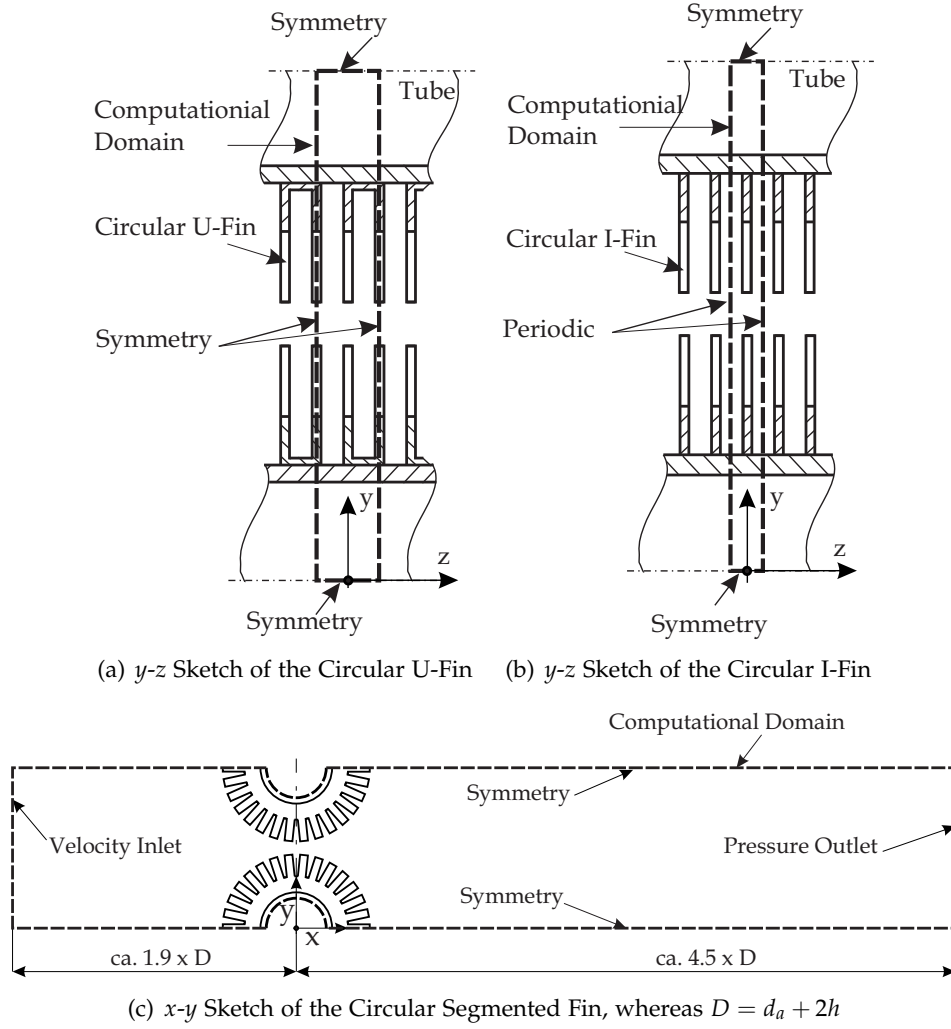 Symmetry
Tube
Computationial
Domain
Circular U-Fin
Symmetry
y
z
Symmetry
(a) y-z Sketch of the Circular U-Fin
Symmetry
Tube
Computationial
Domain
Circular I-Fin
Periodic
y
z
Symmetry
(b) y-z Sketch of the Circular I-Fin
Computational Domain
Symmetry
Velocity Inlet
Pressure Outlet
Symmetry
y
x
ca. 1.9 x D
ca. 4.5 x D
(c) x-y Sketch of the Circular Segmented Fin, whereas D = dₐ + 2h